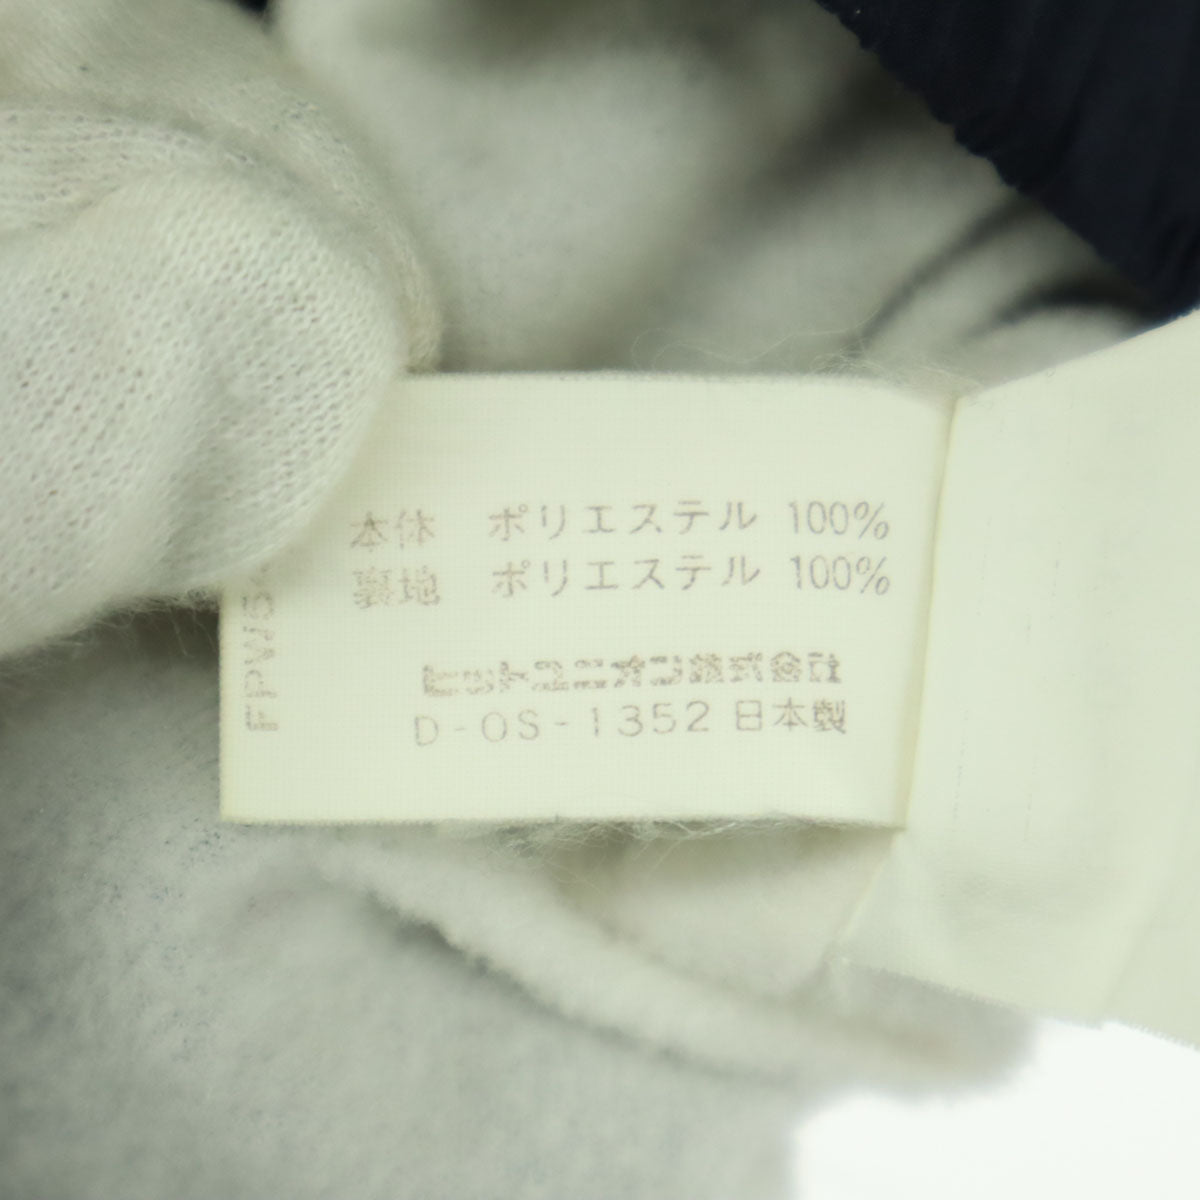 本体 ポリエステル 100%
裏地 ポリエステル 100%
ヒットユニオン株式会社
D-OS-1352 日本製